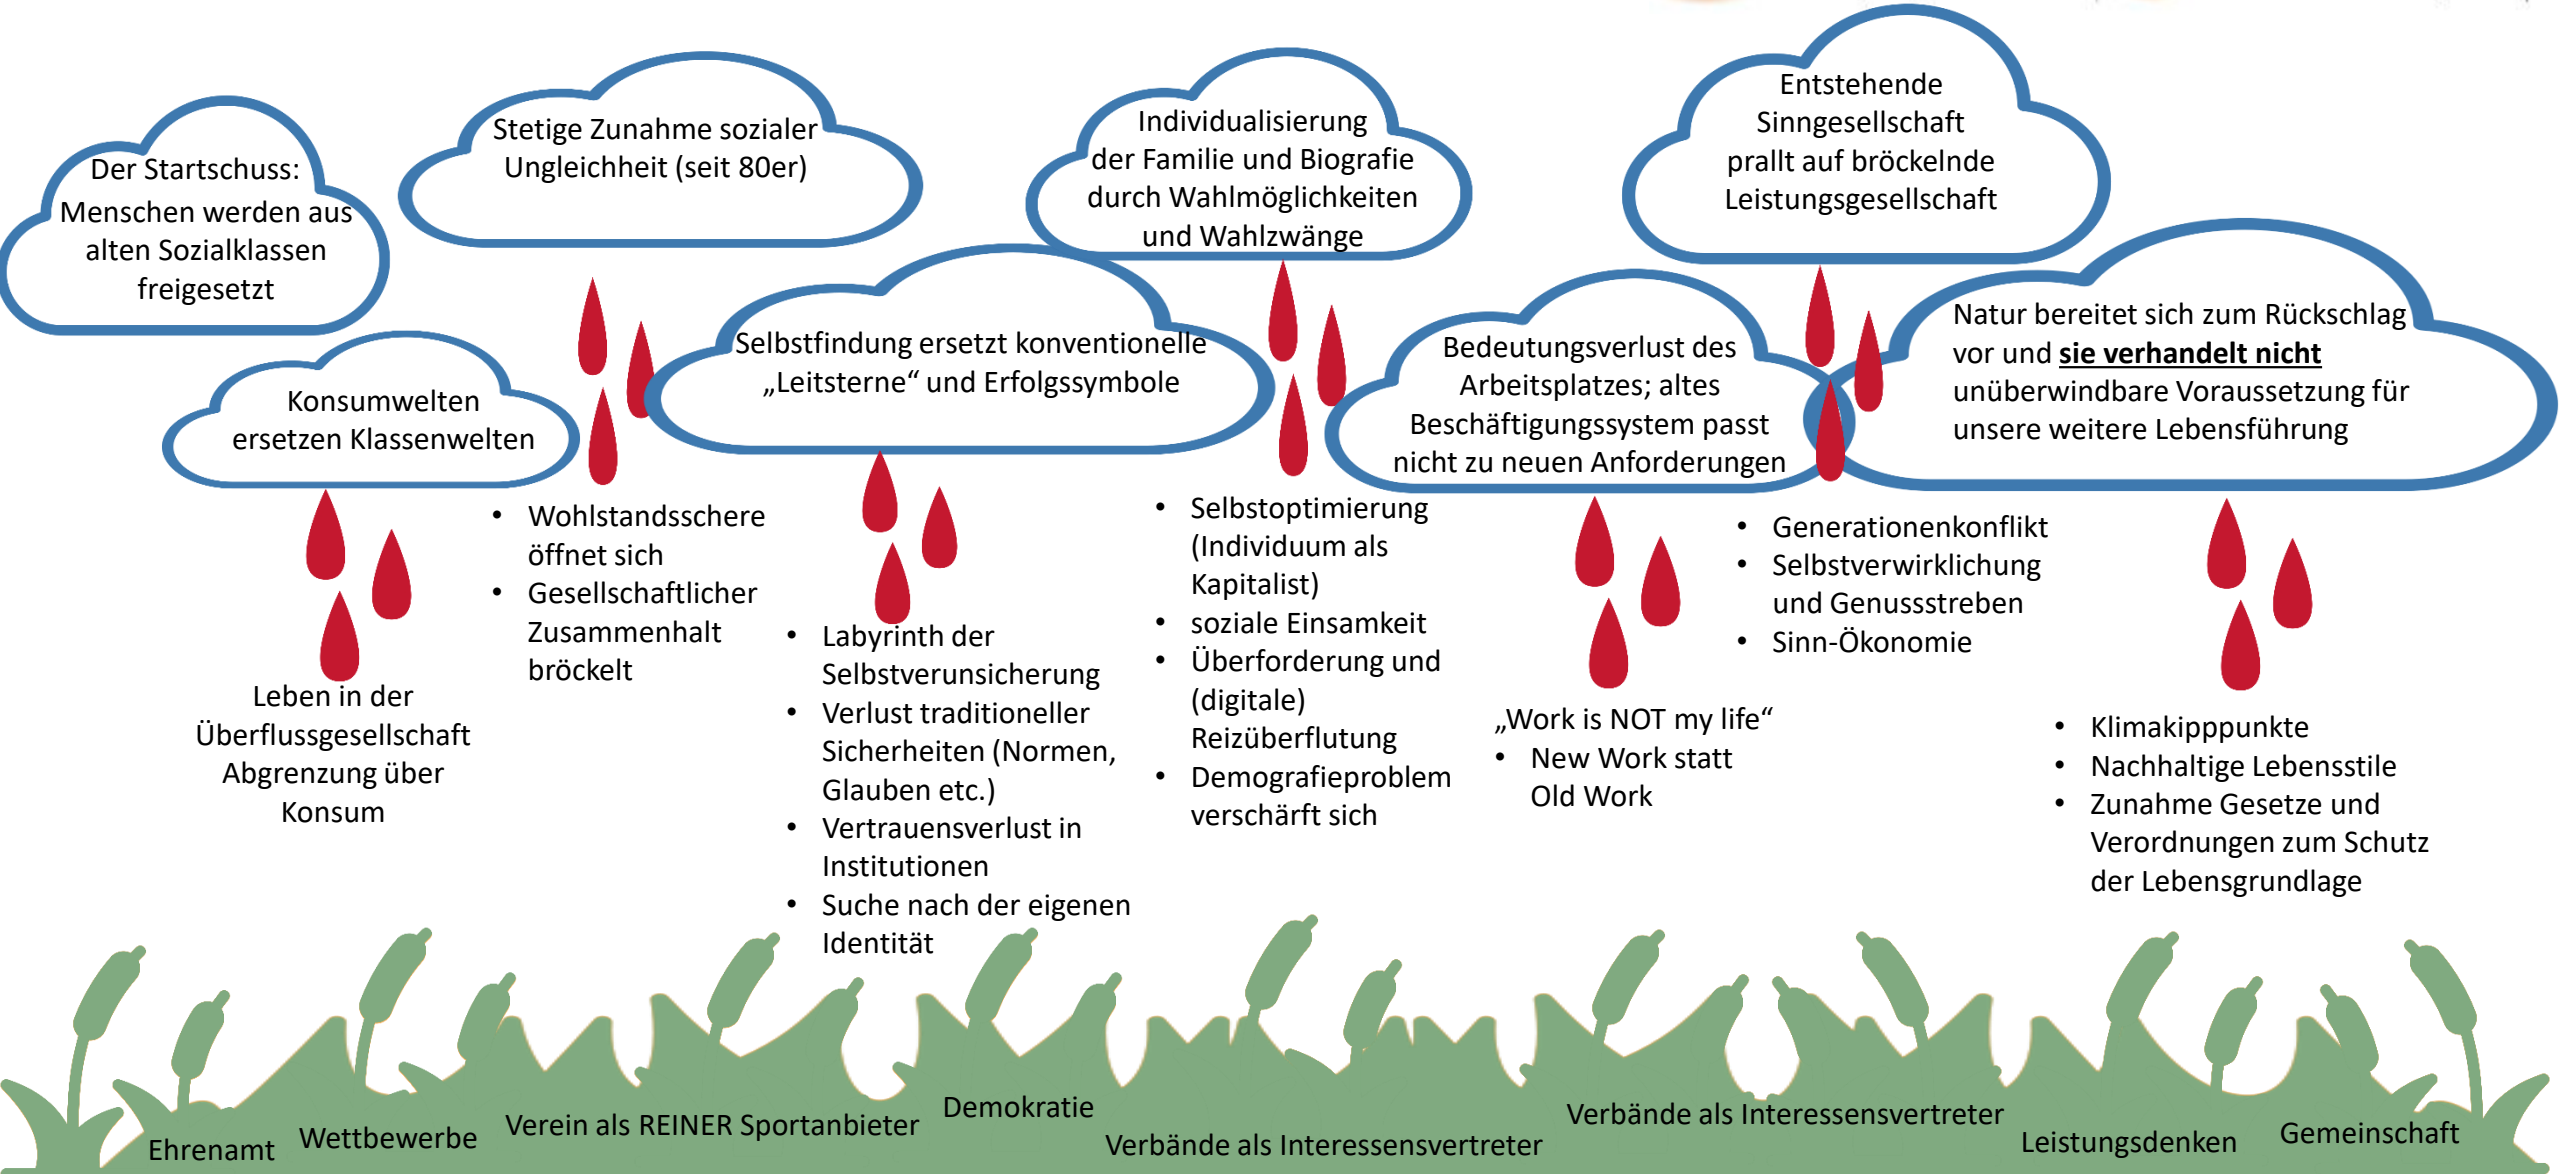 Der Startschuss:
Menschen werden aus
alten Sozialklassen
freigesetzt
Konsumwelten
ersetzen Klassenwelten
Leben in der
Überflussgesellschaft
Abgrenzung über
Konsum
Stetige Zunahme sozialer
Ungleichheit (seit 80er)
• Wohlstandsschere
öffnet sich
• Gesellschaftlicher
Zusammenhalt
bröckelt
Selbstfindung ersetzt konventionelle
„Leitsterne“ und Erfolgssymbole
• Labyrinth der
Selbstverunsicherung
• Verlust traditioneller
Sicherheiten (Normen,
Glauben etc.)
• Vertrauensverlust in
Institutionen
• Suche nach der eigenen
Identität
Individualisierung
der Familie und Biografie
durch Wahlmöglichkeiten
und Wahlzwänge
• Selbstoptimierung
(Individuum als
Kapitalist)
• soziale Einsamkeit
• Überforderung und
(digitale)
Reizüberflutung
• Demografieproblem
verschärft sich
Bedeutungsverlust des
Arbeitsplatzes; altes
Beschäftigungssystem passt
nicht zu neuen Anforderungen
„Work is NOT my life“
• New Work statt
Old Work
Entstehende
Sinngesellschaft
prallt auf bröckelnde
Leistungsgesellschaft
• Generationenkonflikt
• Selbstverwirklichung
und Genussstreben
• Sinn-Ökonomie
Natur bereitet sich zum Rückschlag
vor und sie verhandelt nicht
unüberwindbare Voraussetzung für
unsere weitere Lebensführung
• Klimakipppunkte
• Nachhaltige Lebensstile
• Zunahme Gesetze und
Verordnungen zum Schutz
der Lebensgrundlage
Ehrenamt
Wettbewerbe
Verein als REINER Sportanbieter
Demokratie
Verbände als Interessensvertreter
Verbände als Interessensvertreter
Leistungsdenken
Gemeinschaft